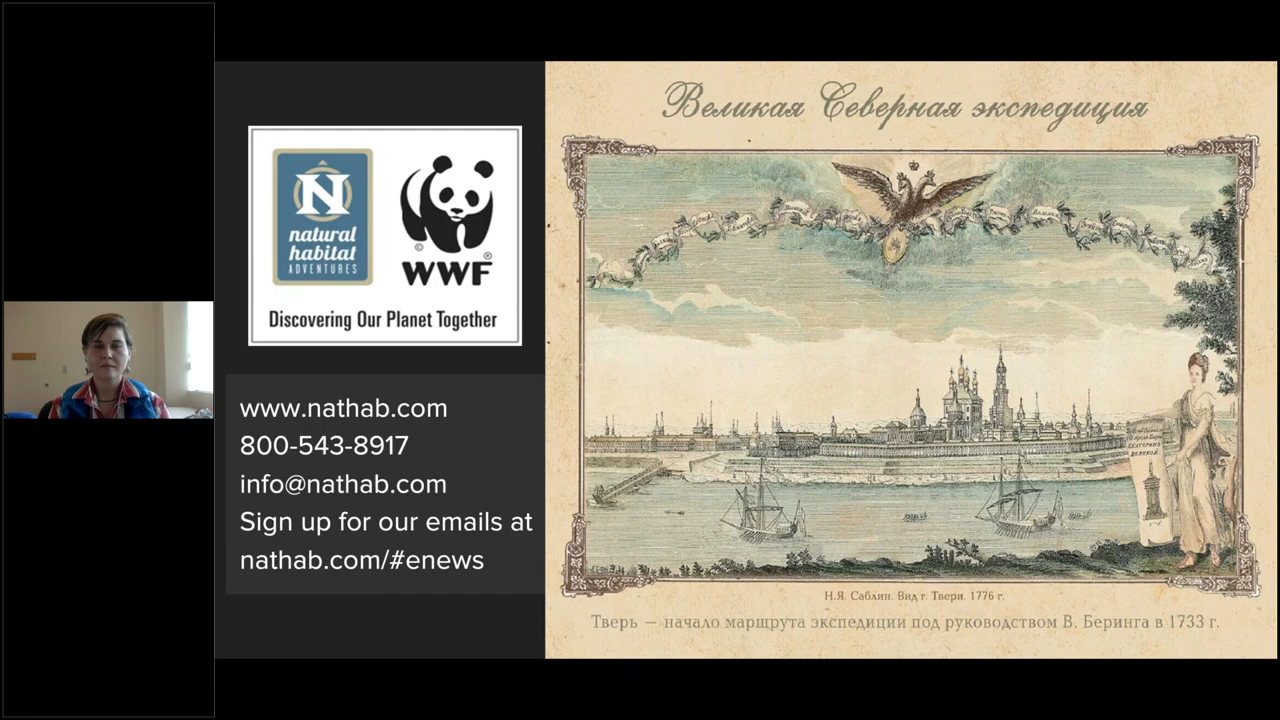 N
natural
habitat
ADVENTURES
©
®
WWF
Discovering Our Planet Together
www.nathab.com
800-543-8917
info@nathab.com
Sign up for our emails at
nathab.com/#enews
Великая Северная экспедиция
ЕКАТЕРИНЫ
ВЕЛИКОЙ
Н.Я. Саблин. Вид г. Твери. 1776 г.
Тверь — начало маршрута экспедиции под руководством В. Беринга в 1733 г.